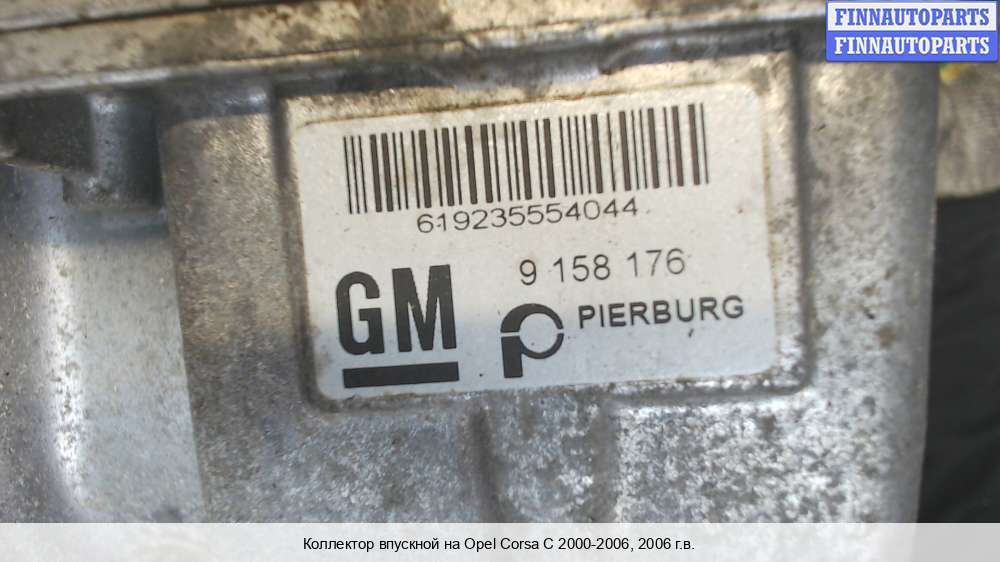 FINNAUTOPARTS
FINNAUTOPARTS
619235554044
9 158 176
GM
PIERBURG
Коллектор впускной на Opel Corsa C 2000-2006, 2006 г.в.